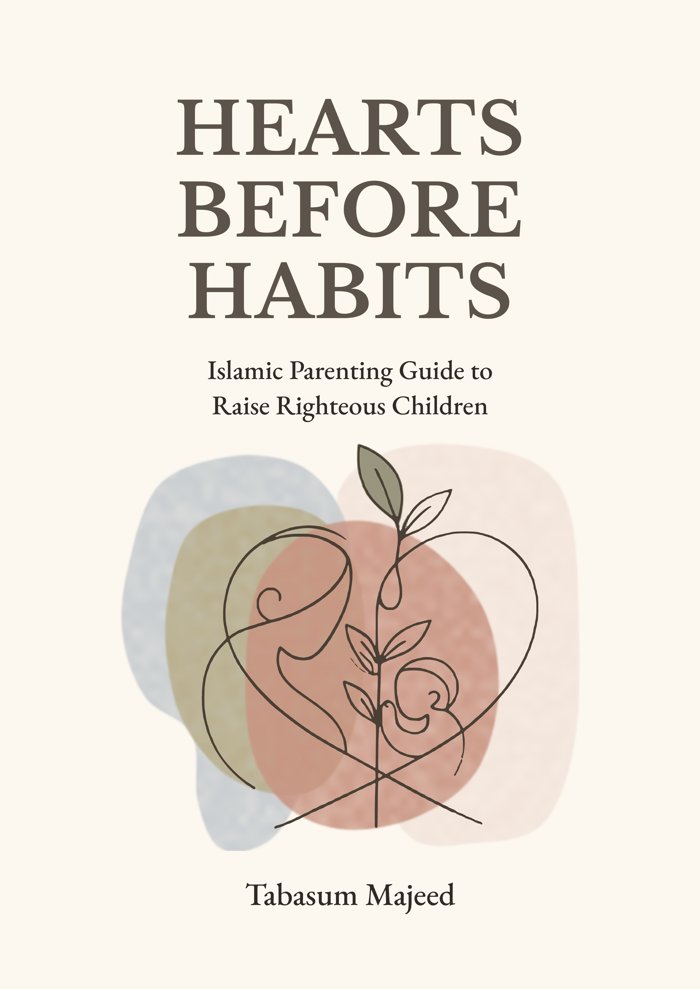 HEARTS
BEFORE
HABITS
Islamic Parenting Guide to
Raise Righteous Children
Tabasum Majeed